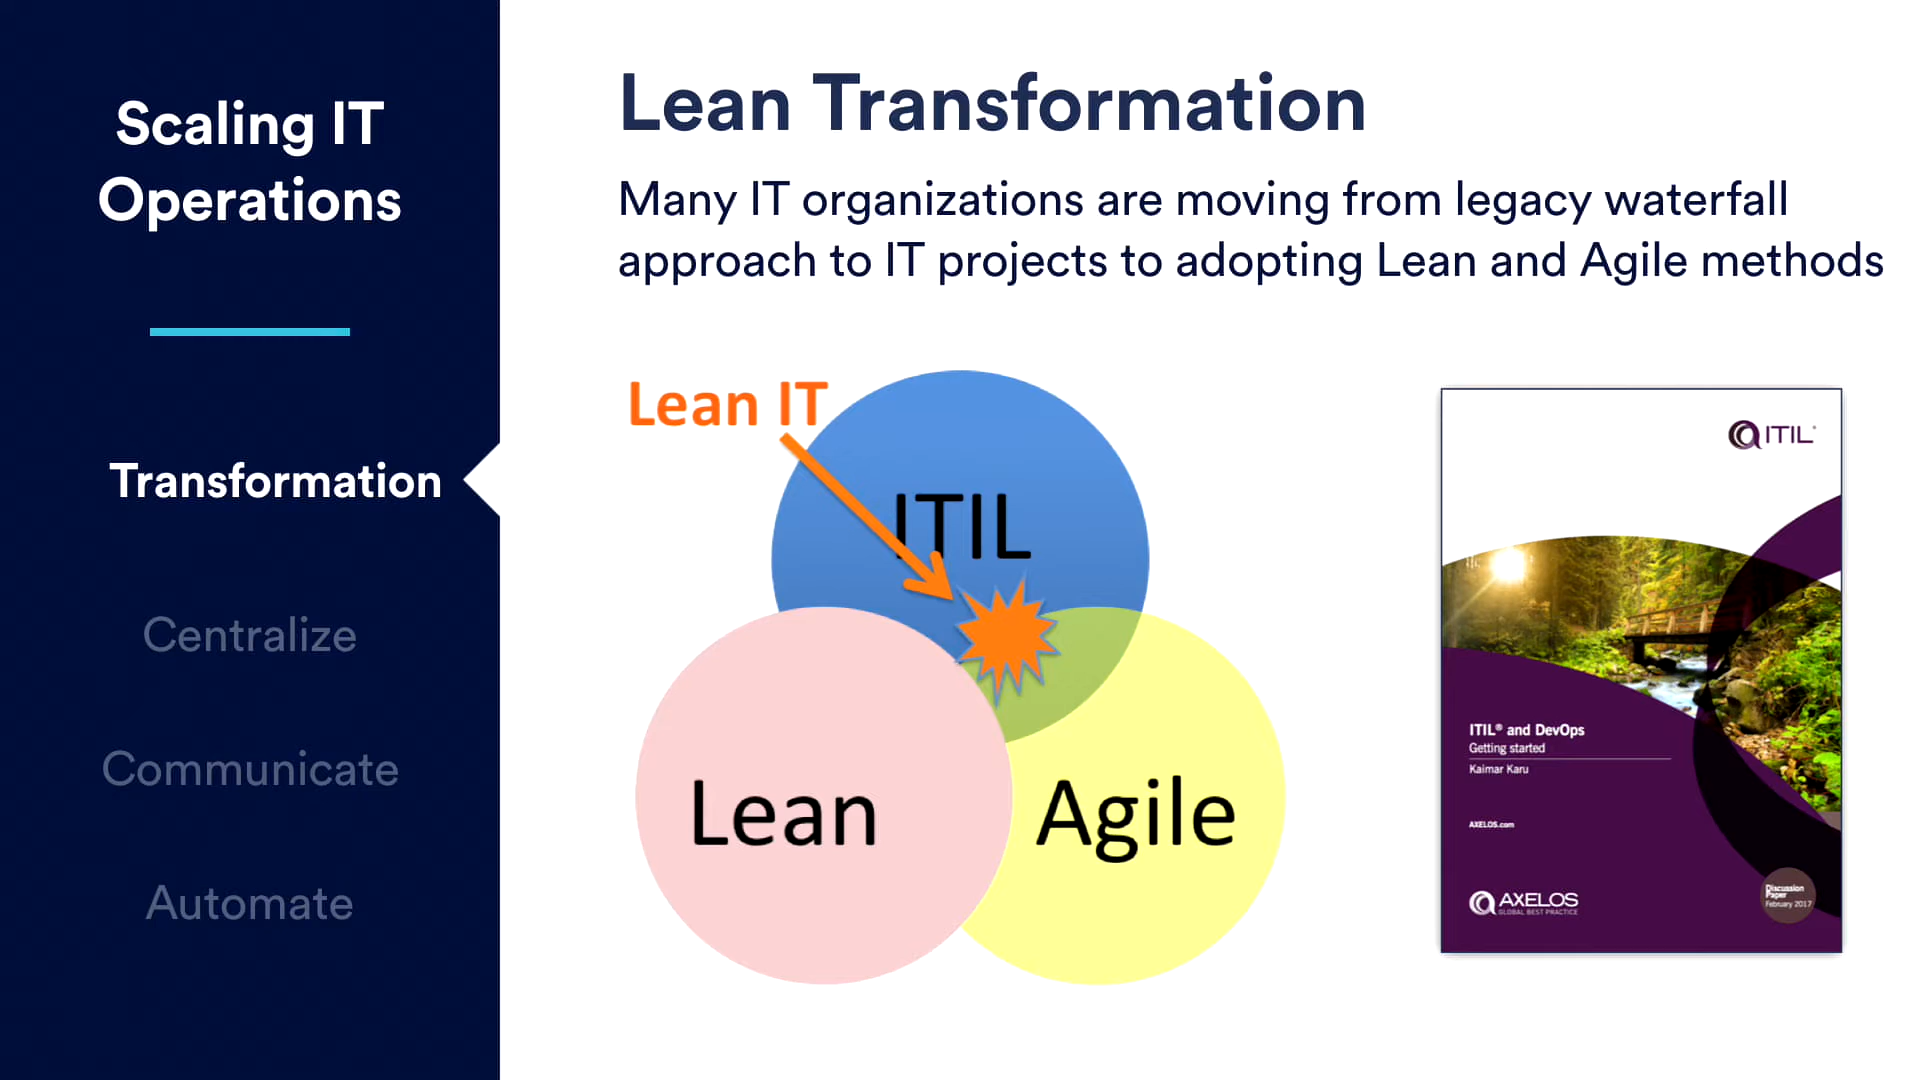 Scaling IT
Operations
Transformation
Centralize
Communicate
Automate
Lean Transformation
Many IT organizations are moving from legacy waterfall
approach to IT projects to adopting Lean and Agile methods
Lean IT
ITIL
Lean
Agile
ITIL®
ITIL® and DevOps
Getting started
Kaimar Karu
AXELOS.com
AXELOS
GLOBAL BEST PRACTICE
Discussion
Paper
February 2017